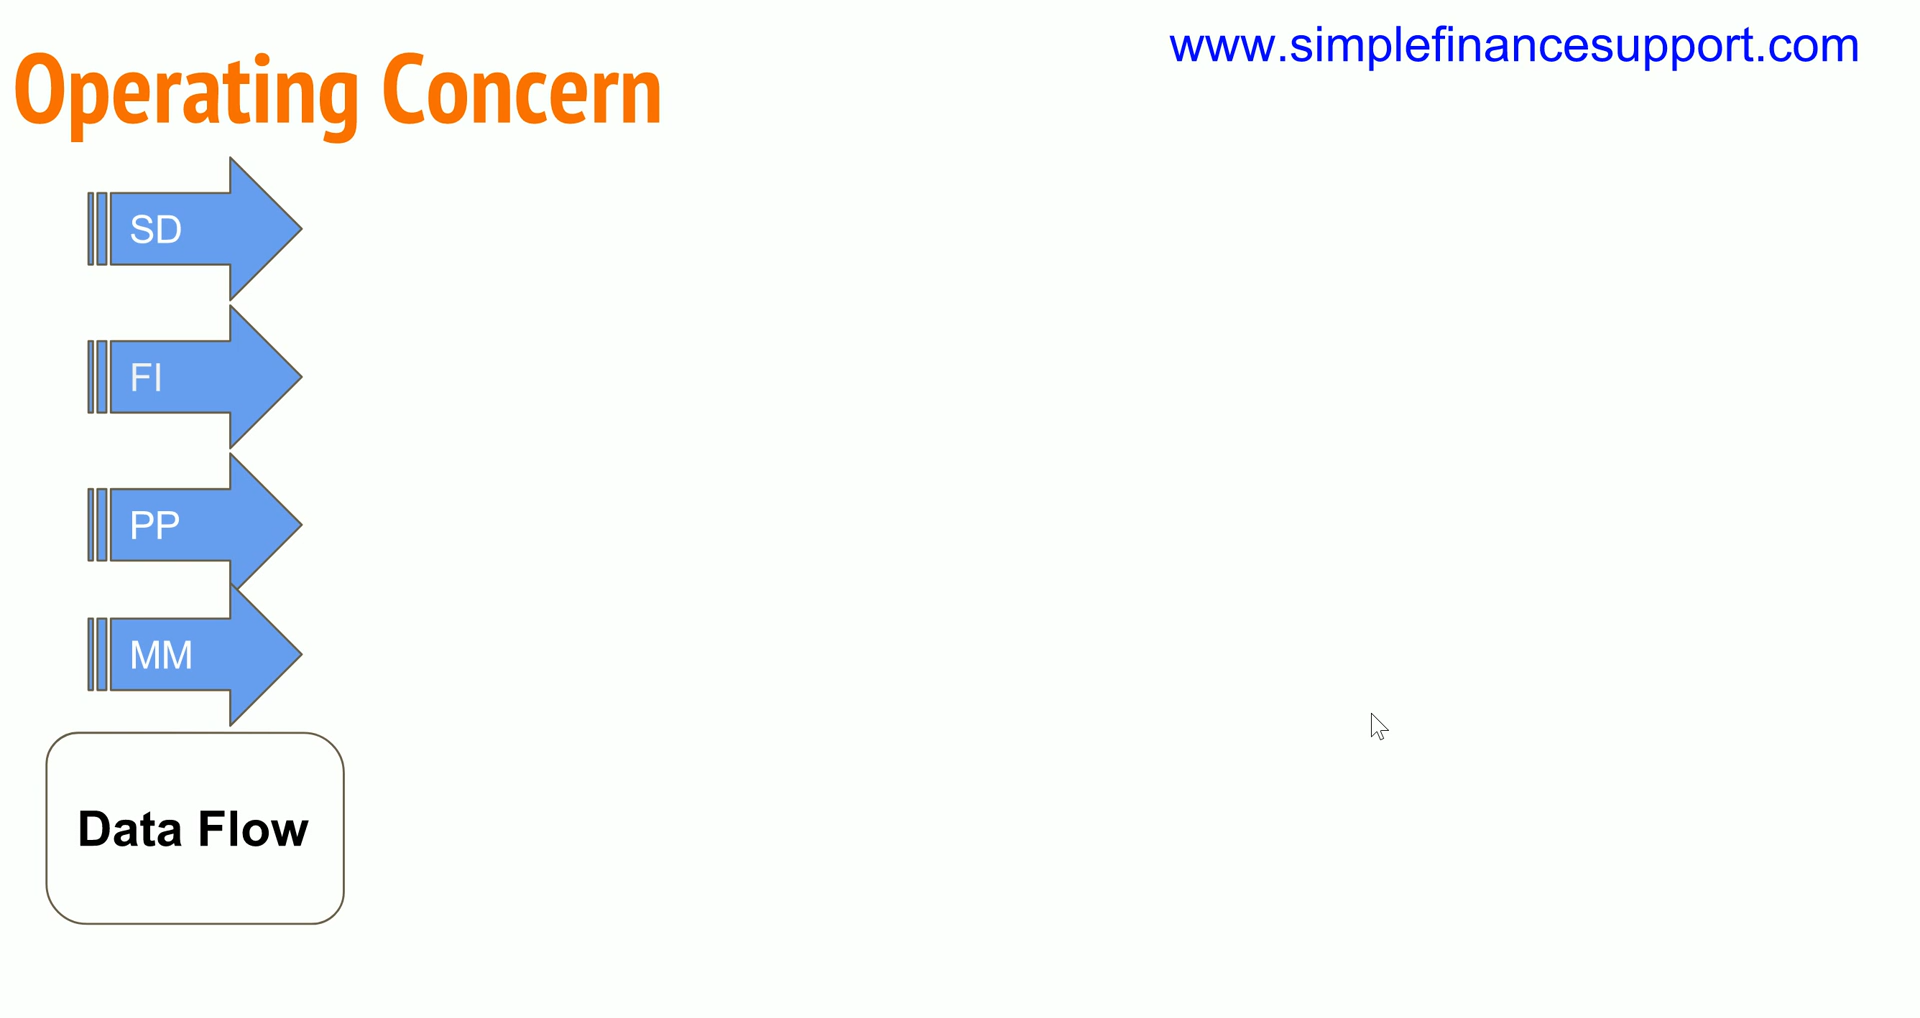 www.simplefinancesupport.com
Operating Concern
SD
FI
PP
MM
Data Flow